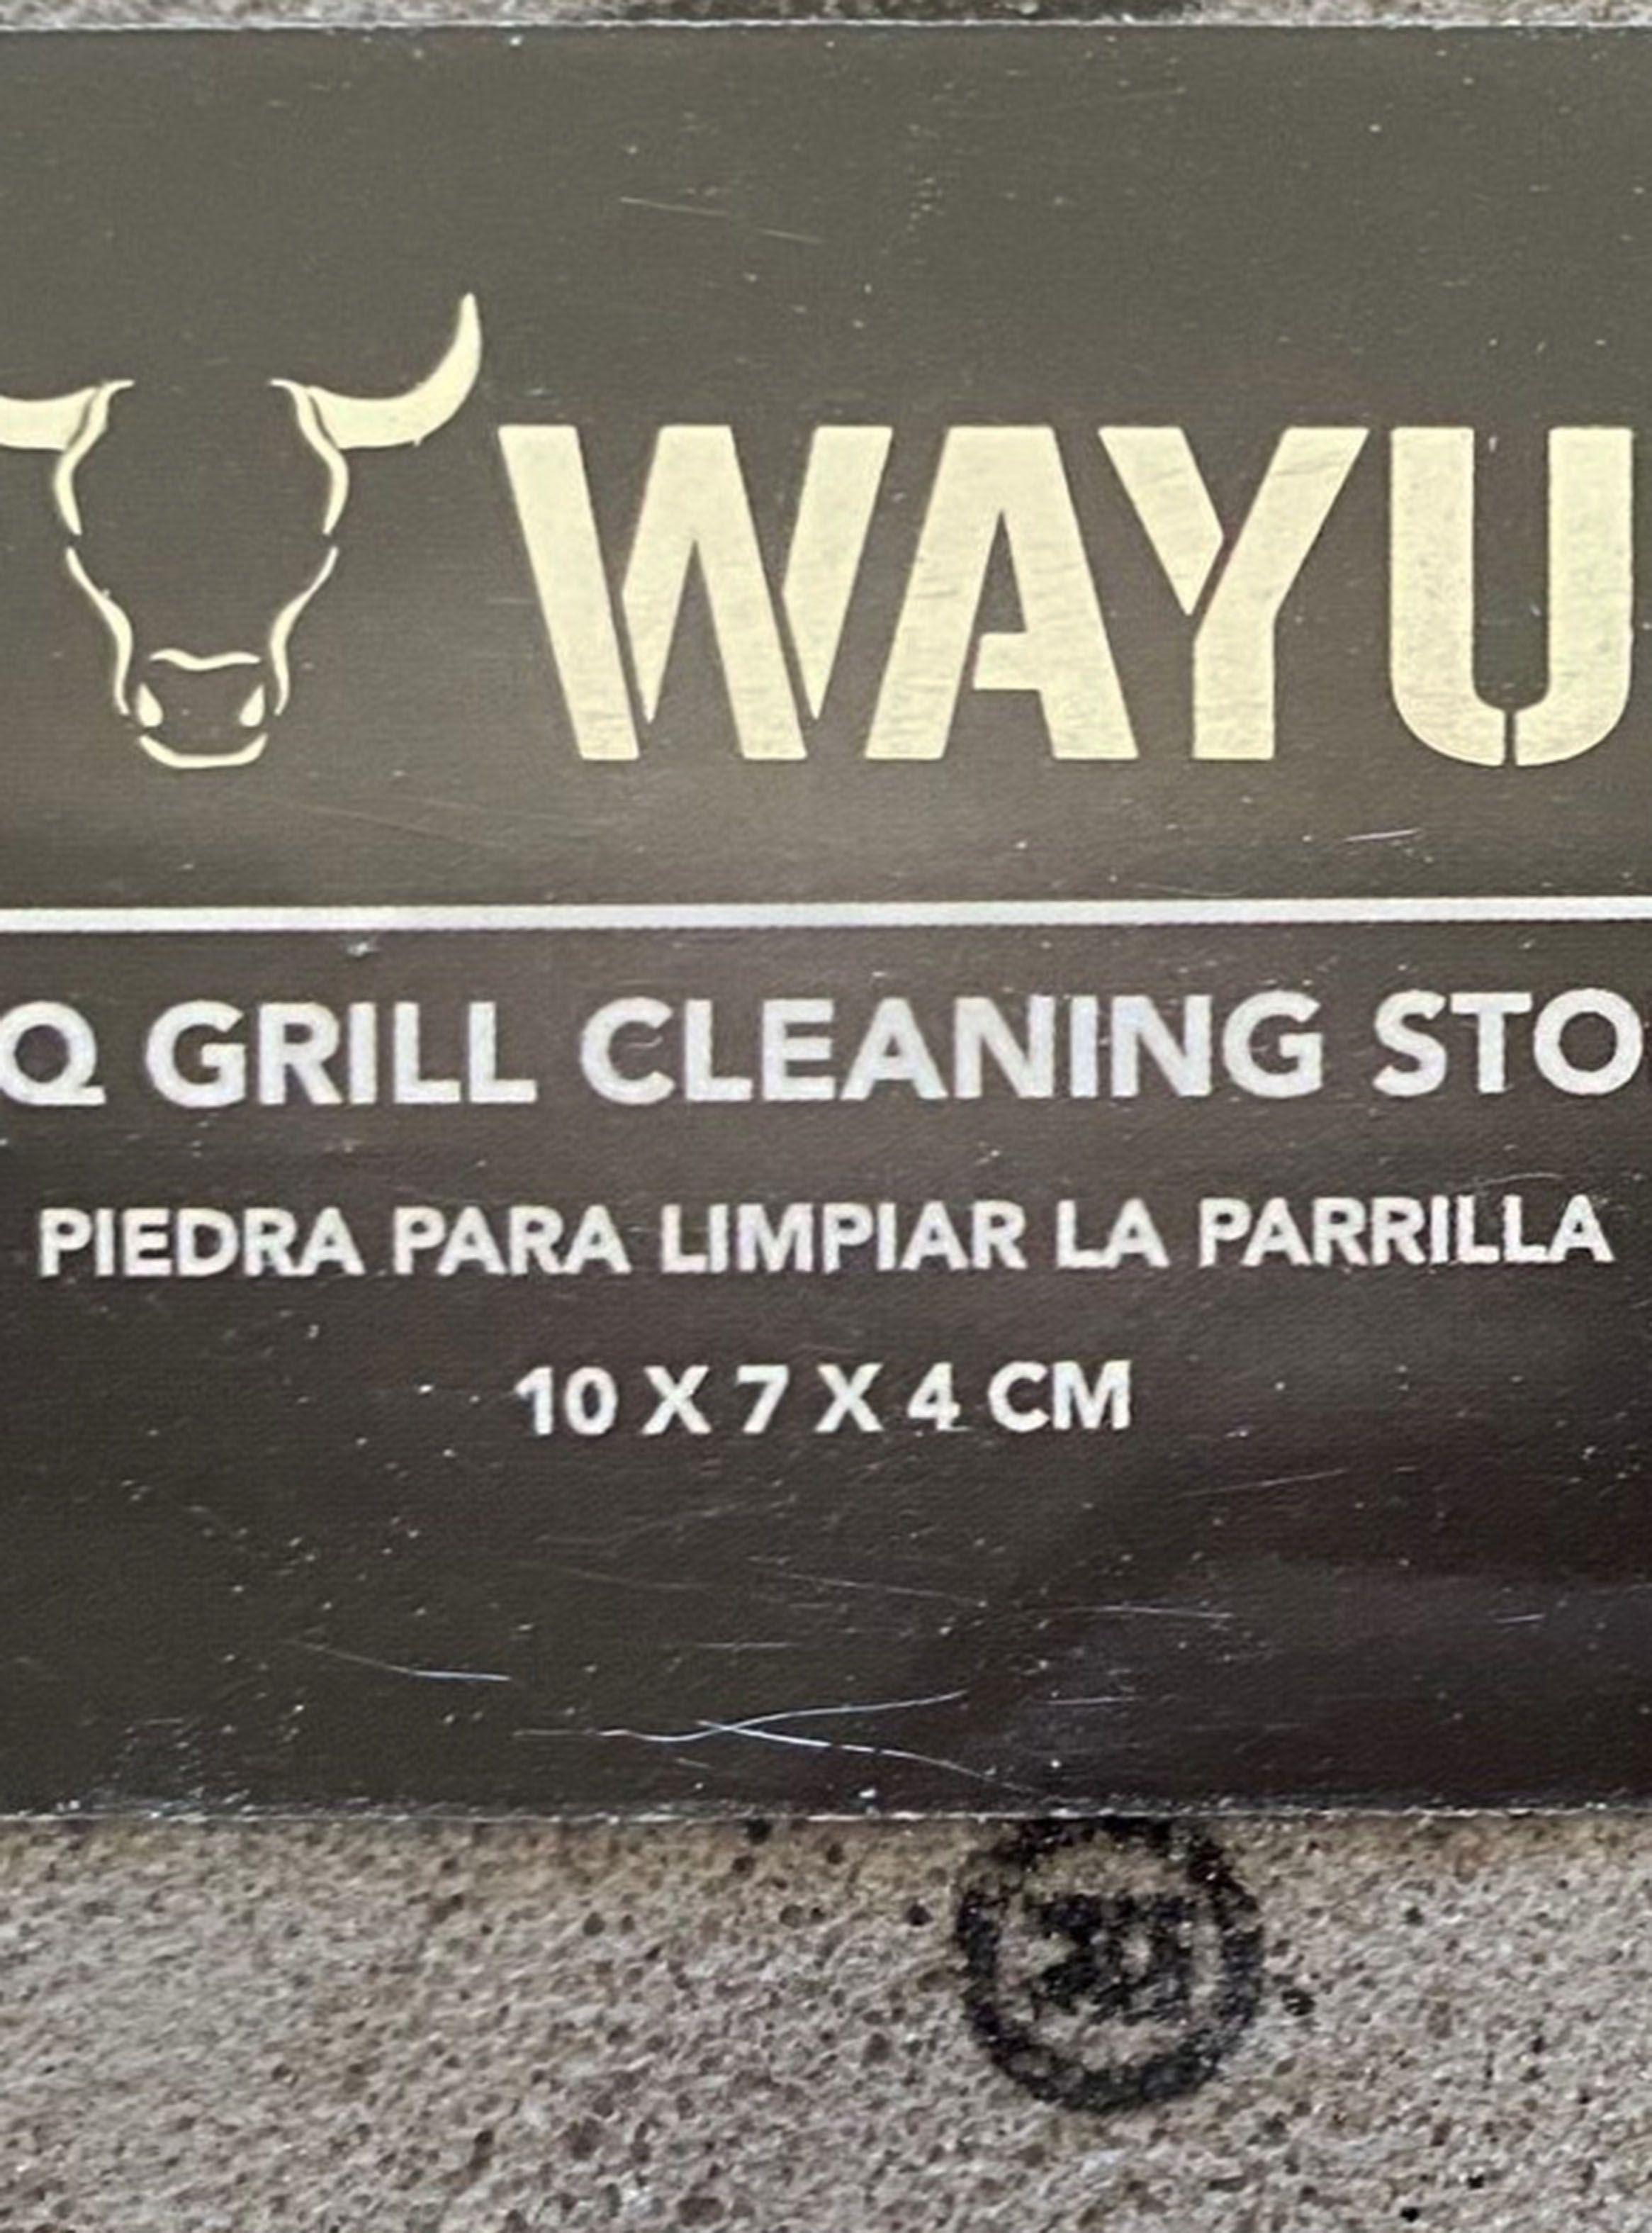 WAYU
Q GRILL CLEANING STO
PIEDRA PARA LIMPIAR LA PARRILLA
10 X 7 X 4 CM